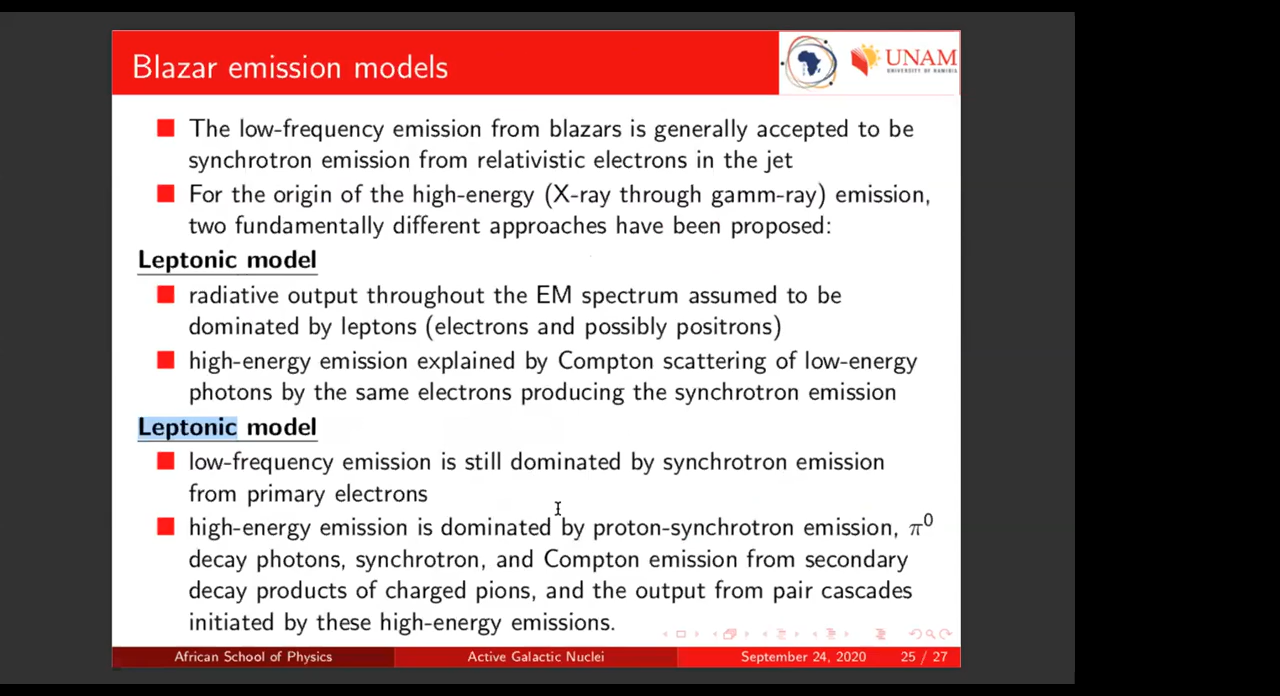 Blazar emission models
UNAM
UNIVERSITY OF NAMIBIA
The low-frequency emission from blazars is generally accepted to be
synchrotron emission from relativistic electrons in the jet
For the origin of the high-energy (X-ray through gamm-ray) emission,
two fundamentally different approaches have been proposed:
Leptonic model
radiative output throughout the EM spectrum assumed to be
dominated by leptons (electrons and possibly positrons)
high-energy emission explained by Compton scattering of low-energy
photons by the same electrons producing the synchrotron emission
Leptonic model
low-frequency emission is still dominated by synchrotron emission
from primary electrons
high-energy emission is dominated by proton-synchrotron emission, π⁰
decay photons, synchrotron, and Compton emission from secondary
decay products of charged pions, and the output from pair cascades
initiated by these high-energy emissions.
African School of Physics
Active Galactic Nuclei
September 24, 2020
25 / 27